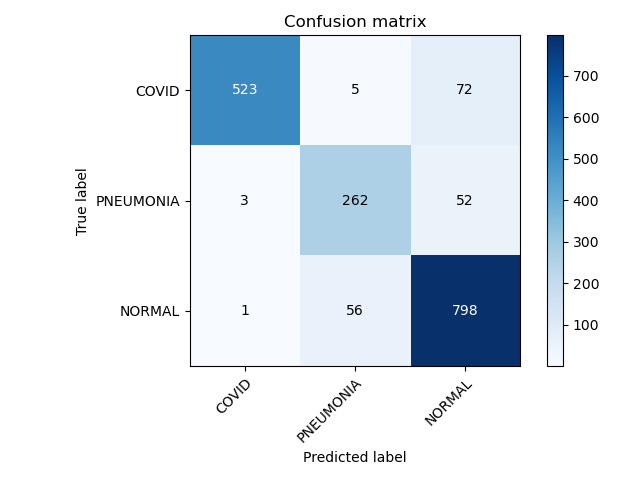 Confusion matrix
COVID 523 5 72
PNEUMONIA 3 262 52
NORMAL 1 56 798
True label
COVID PNEUMONIA NORMAL
Predicted label
700
600
500
400
300
200
100